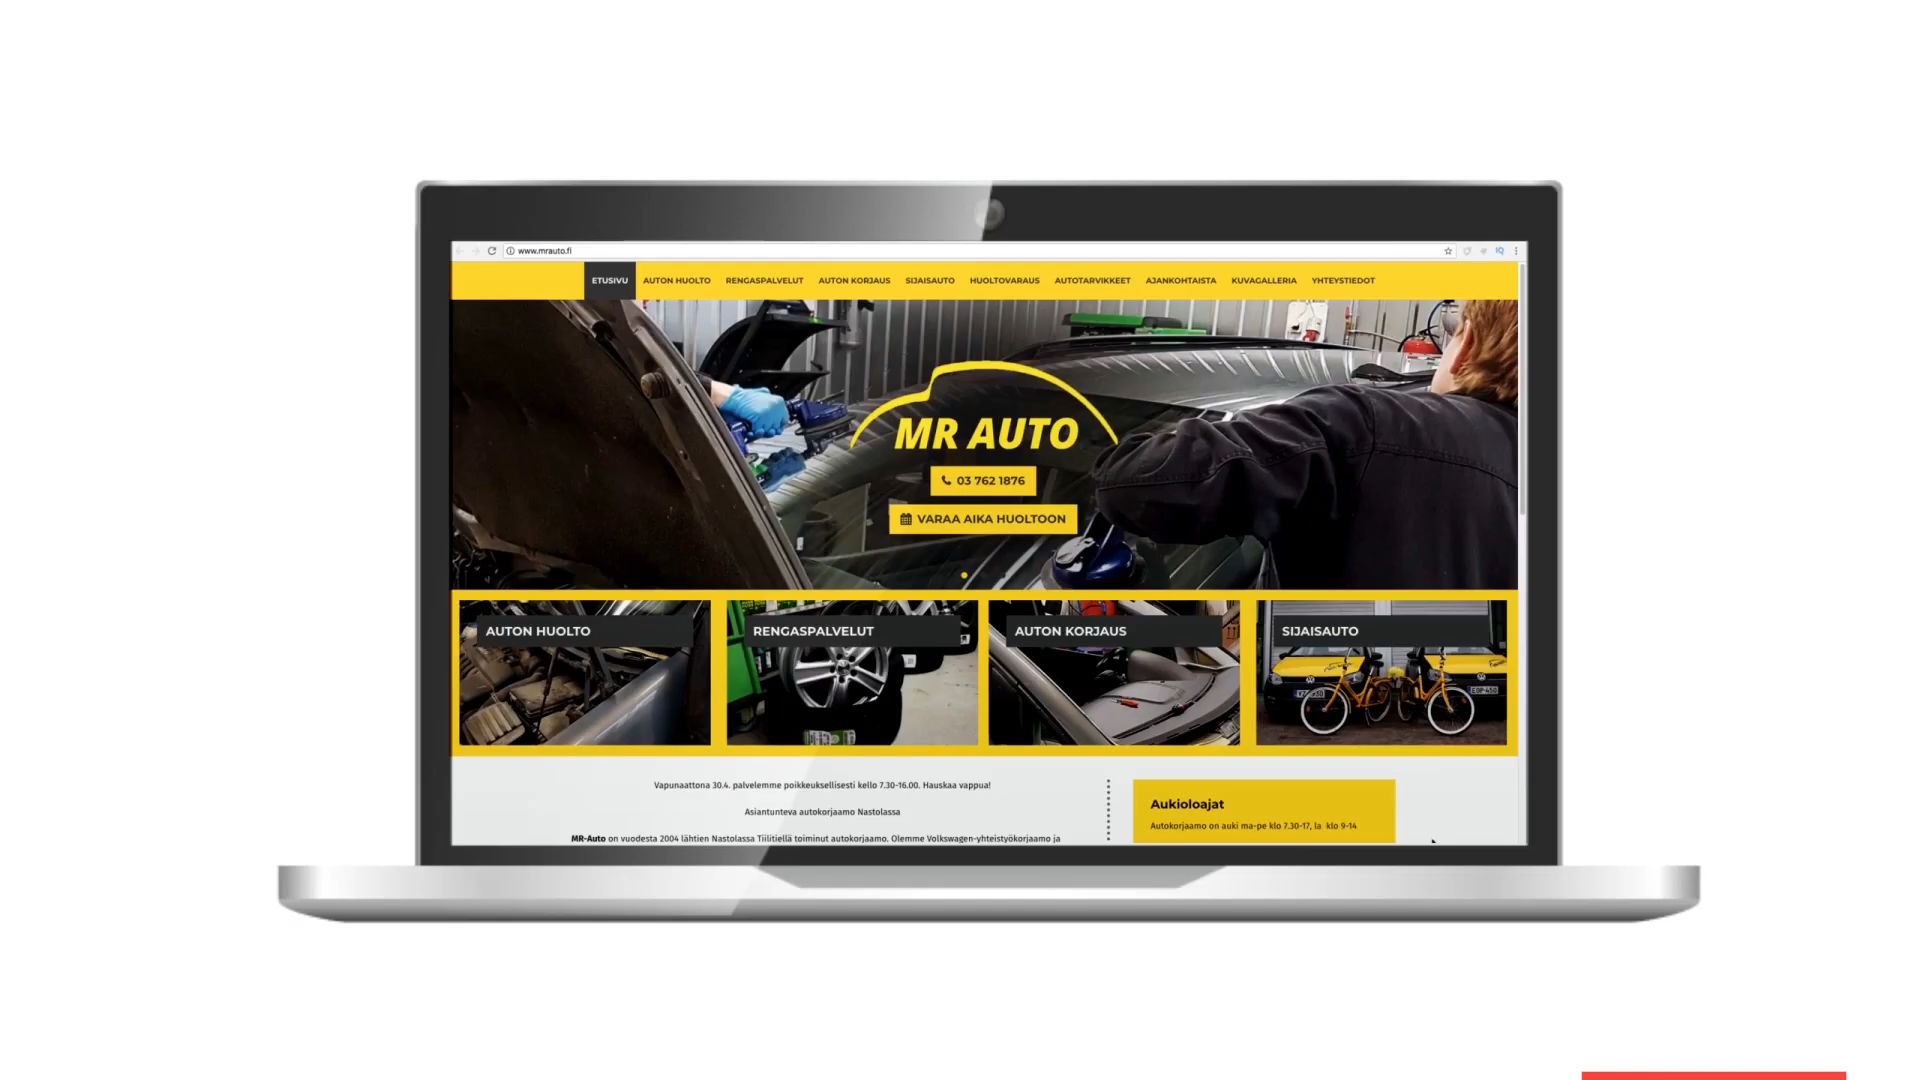 www.mrauto.fi
ETUSIVU AUTON HUOLTO RENGASPALVELUT AUTON KORJAUS SIJAISAUTO HUOLTOVARAUS AUTOTARVIKKEET AJANKOHTAISTA KUVAGALLERIA YHTEYSTIEDOT
MR AUTO
03 762 1876
VARAA AIKA HUOLTOON
AUTON HUOLTO
RENGASPALVELUT
AUTON KORJAUS
SIJAISAUTO
EOP-450
Vapunaattona 30.4. palvelemme poikkeuksellisesti kello 7.30-16.00. Hauskaa vappua!
Asiantunteva autokorjaamo Nastolassa
MR-Auto on vuodesta 2004 lähtien Nastolassa Tiilitiellä toiminut autokorjaamo. Olemme Volkswagen-yhteistyökorjaamo ja
Aukioloajat
Autokorjaamo on auki ma-pe klo 7.30-17, la klo 9-14